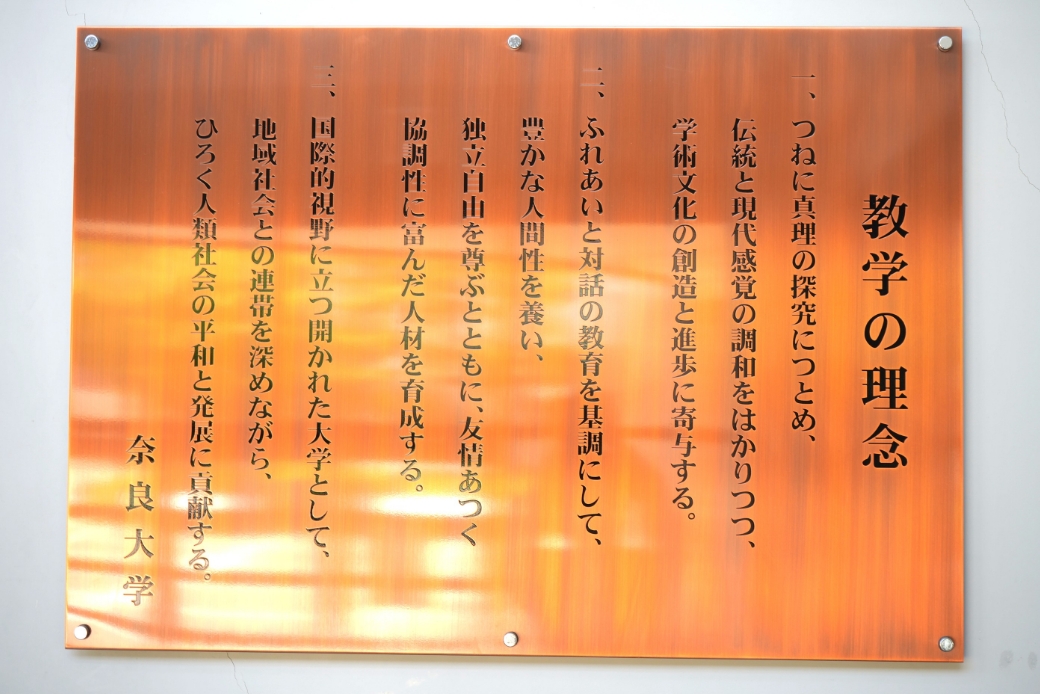 教学の理念
一、つねに真理の探究につとめ、
伝統と現代感覚の調和をはかりつつ、
学術文化の創造と進歩に寄与する。
二、ふれあいと対話の教育を基調にして、
豊かな人間性を養い、
独立自由を尊ぶとともに、友情あつく
協調性に富んだ人材を育成する。
三、国際的視野に立つ開かれた大学として、
地域社会との連帯を深めながら、
ひろく人類社会の平和と発展に貢献する。
奈良大学